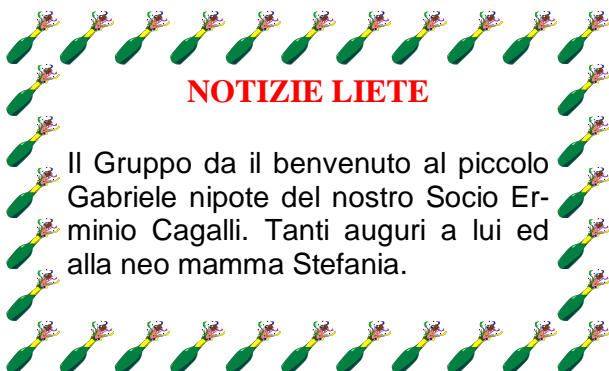 NOTIZIE LIETE
Il Gruppo da il benvenuto al piccolo
Gabriele nipote del nostro Socio Er-
minio Cagalli. Tanti auguri a lui ed
alla neo mamma Stefania.